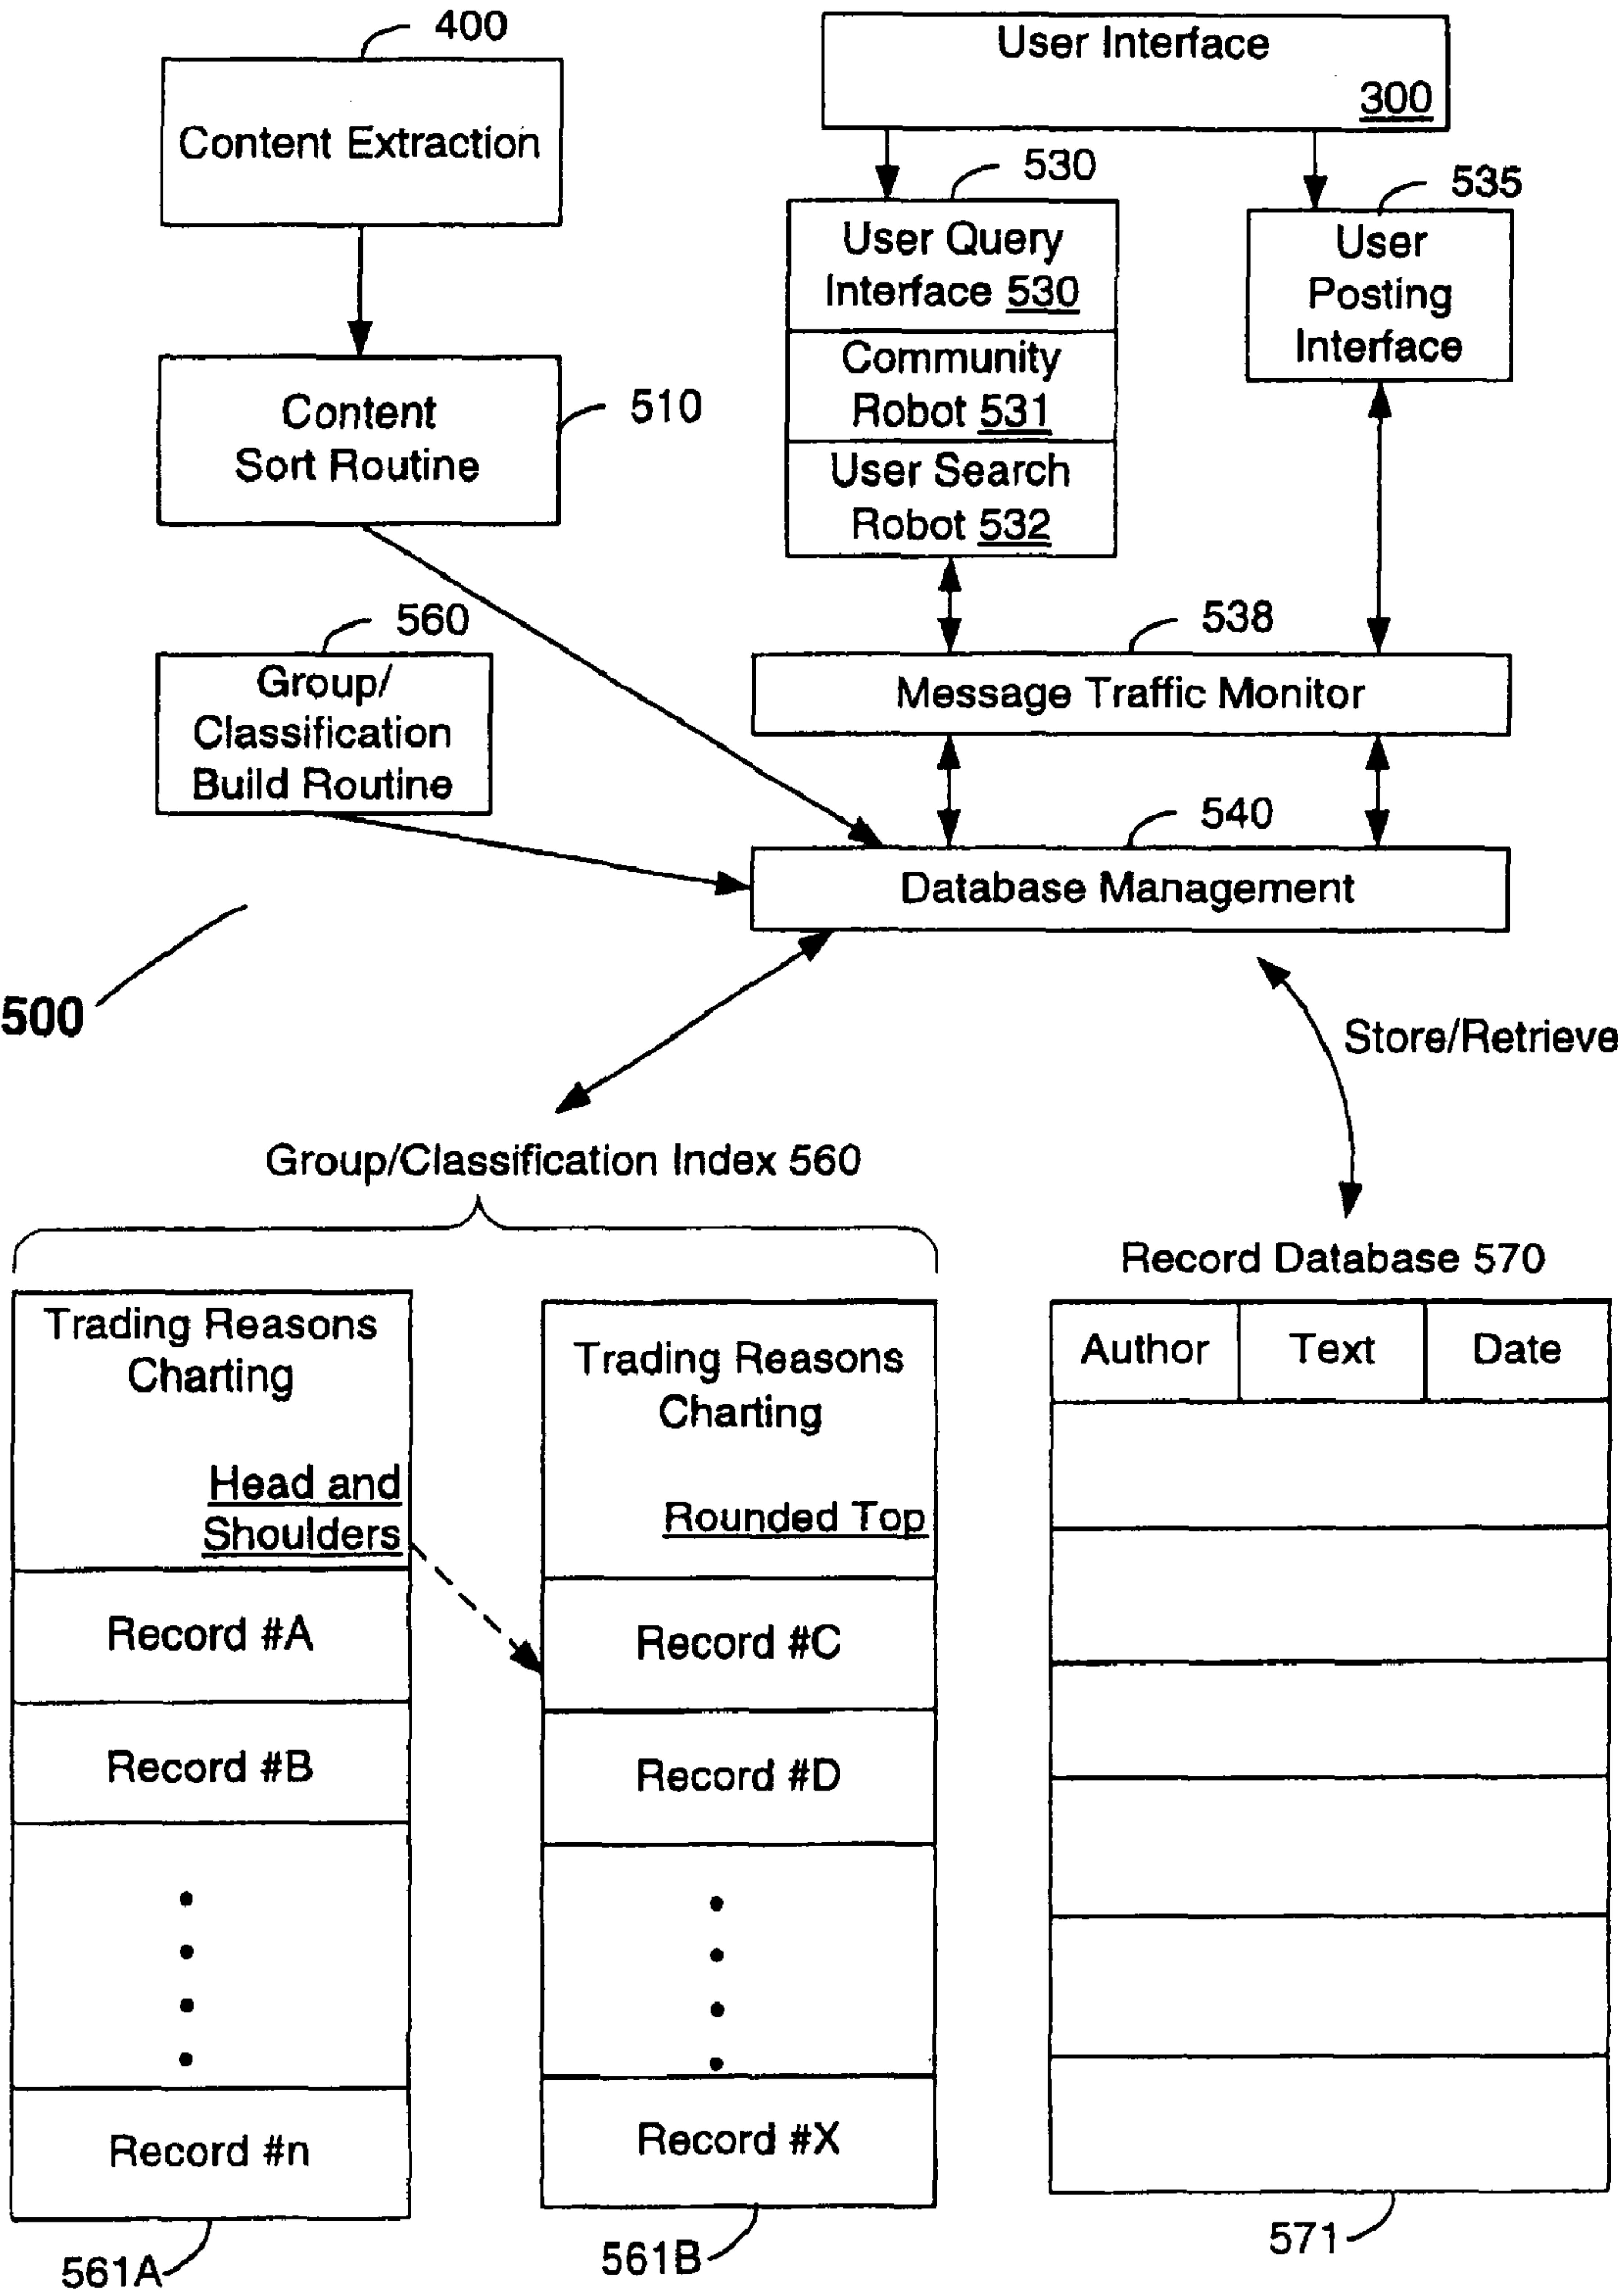 400
Content Extraction
User Interface
300
530
User Query
Interface 530
Community
Robot 531
User Search
Robot 532
535
User
Posting
Interface
Content
Sort Routine
510
560
Group/
Classification
Build Routine
538
Message Traffic Monitor
540
Database Management
500
Store/Retrieve
Group/Classification Index 560
Trading Reasons
Charting
Head and
Shoulders
Record #A
Record #B
Record #n
561A
Trading Reasons
Charting
Rounded Top
Record #C
Record #D
Record #X
561B
Record Database 570
Author Text Date
571